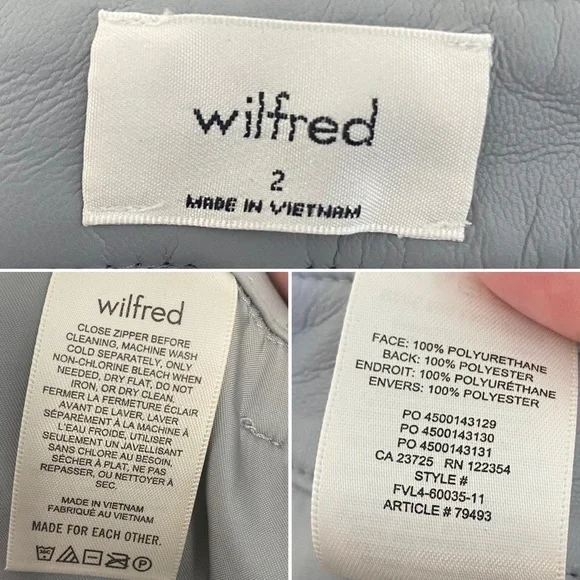 wilfred
2
MADE IN VIETNAM
wilfred
CLOSE ZIPPER BEFORE
CLEANING, MACHINE WASH
COLD SEPARATELY, ONLY
NON-CHLORINE BLEACH WHEN
NEEDED, DRY FLAT, DO NOT
IRON, OR DRY CLEAN.
FERMER LA FERMETURE ÉCLAIR
AVANT DE LAVER, LAVER
SÉPARÉMENT À LA MACHINE À
L'EAU FROIDE, UTILISER
SEULEMENT UN JAVELLISANT
SANS CHLORE AU BESOIN,
SÉCHER À PLAT, NE PAS
REPASSER, OU NETTOYER À
SEC.
MADE IN VIETNAM
FABRIQUÉ AU VIETNAM
MADE FOR EACH OTHER.
FACE: 100% POLYURETHANE
BACK: 100% POLYESTER
ENDROIT: 100% POLYURÉTHANE
ENVERS: 100% POLYESTER
PO 4500143129
PO 4500143130
PO 4500143131
CA 23725 RN 122354
STYLE #
FVL4-60035-11
ARTICLE # 79493